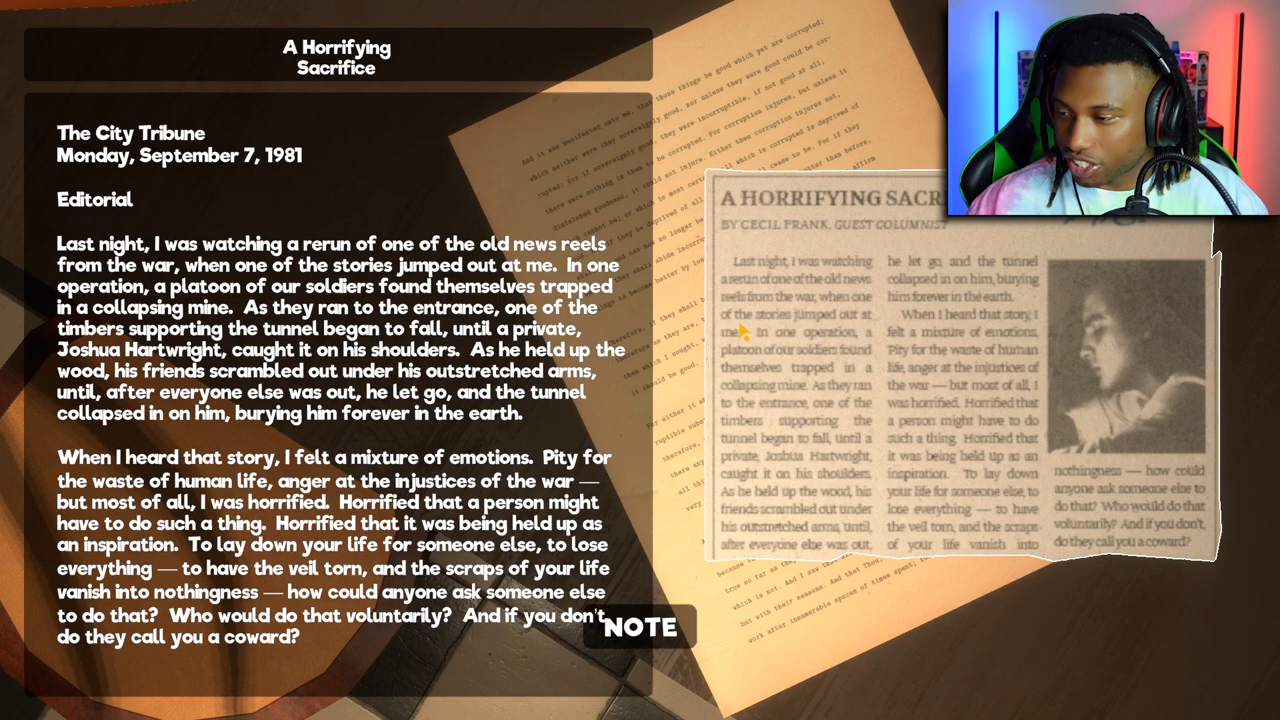 A Horrifying
Sacrifice
The City Tribune
Monday, September 7, 1981
Editorial
Last night, I was watching a rerun of one of the old news reels
from the war, when one of the stories jumped out at me. In one
operation, a platoon of our soldiers found themselves trapped
in a collapsing mine. As they ran to the entrance, one of the
timbers supporting the tunnel began to fall, until a private,
Joshua Hartwright, caught it on his shoulders. As he held up the
wood, his friends scrambled out under his outstretched arms,
until, after everyone else was out, he let go, and the tunnel
collapsed in on him, burying him forever in the earth.
When I heard that story, I felt a mixture of emotions. Pity for
the waste of human life, anger at the injustices of the war —
but most of all, I was horrified. Horrified that a person might
have to do such a thing. Horrified that it was being held up as
an inspiration. To lay down your life for someone else, to lose
everything — to have the veil torn, and the scraps of your life
vanish into nothingness — how could anyone ask someone else
to do that? Who would do that voluntarily? And if you don't,
do they call you a coward?
NOTE
A HORRIFYING SACR
BY CECIL FRANK, GUEST COLUMNIST
Last night, I was watching
a rerun of one of the old news
reels from the war, when one
of the stories jumped out at
me. In one operation, a
platoon of our soldiers found
themselves trapped in a
collapsing mine. As they ran
to the entrance, one of the
timbers supporting the
tunnel began to fall, until a
private, Joshua Hartwright,
caught it on his shoulders.
As he held up the wood, his
friends scrambled out under
his outstretched arms, until,
after everyone else was out,
he let go, and the tunnel
collapsed in on him, burying
him forever in the earth.
When I heard that story, I
felt a mixture of emotions.
Pity for the waste of human
life, anger at the injustices of
the war — but most of all, I
was horrified. Horrified that
a person might have to do
such a thing. Horrified that
it was being held up as an
inspiration. To lay down
your life for someone else, to
lose everything — to have
the veil torn, and the scraps
of your life vanish into
nothingness — how could
anyone ask someone else to
do that? Who would do that
voluntarily? And if you don't,
do they call you a coward?